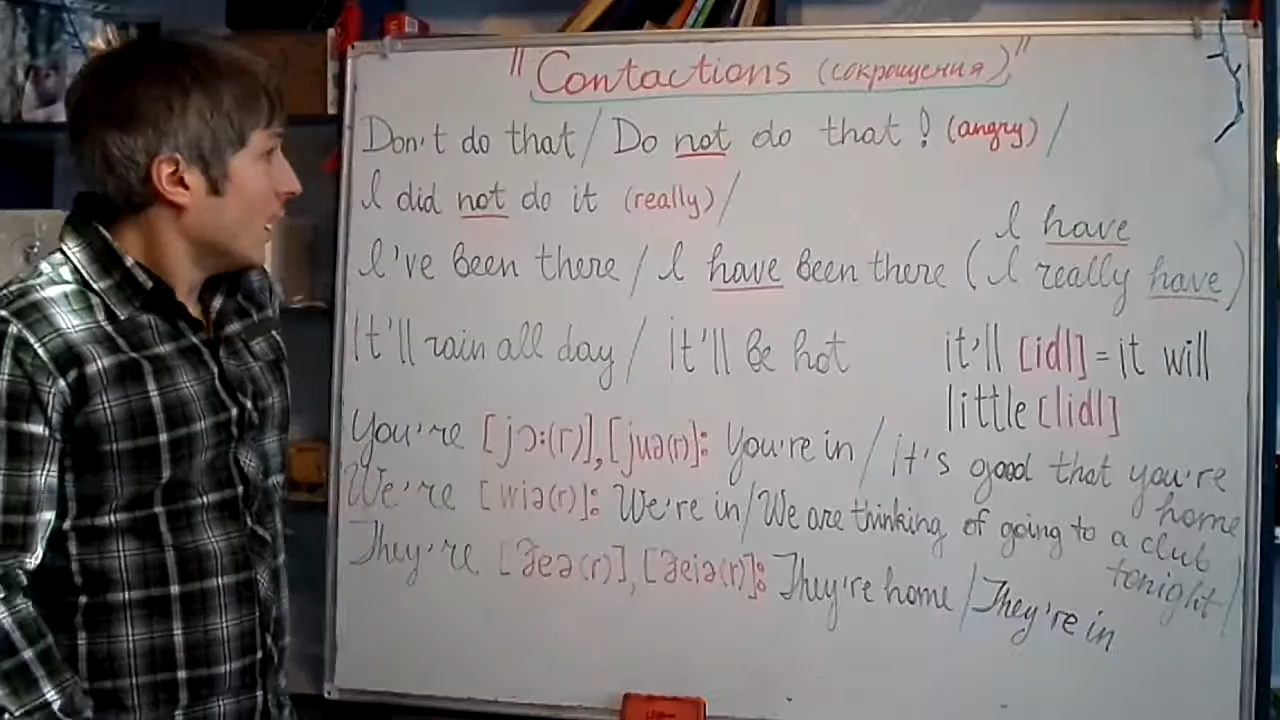 "Contactions (сокращения)"
Don't do that / Do not do that! (angry) /
I did not do it (really) /
I have
I've been there / I have been there (I really have)
It'll rain all day / it'll be hot
it'll [idl] = it will
little [lidl]
You're [jɔ:(r)], [juə(r)]: You're in / it's good that you're
home
We're [wiə(r)]: We're in / We are thinking of going to a club
tonight /
They're [ðeə(r)], [ðeiə(r)]: They're home / They're in